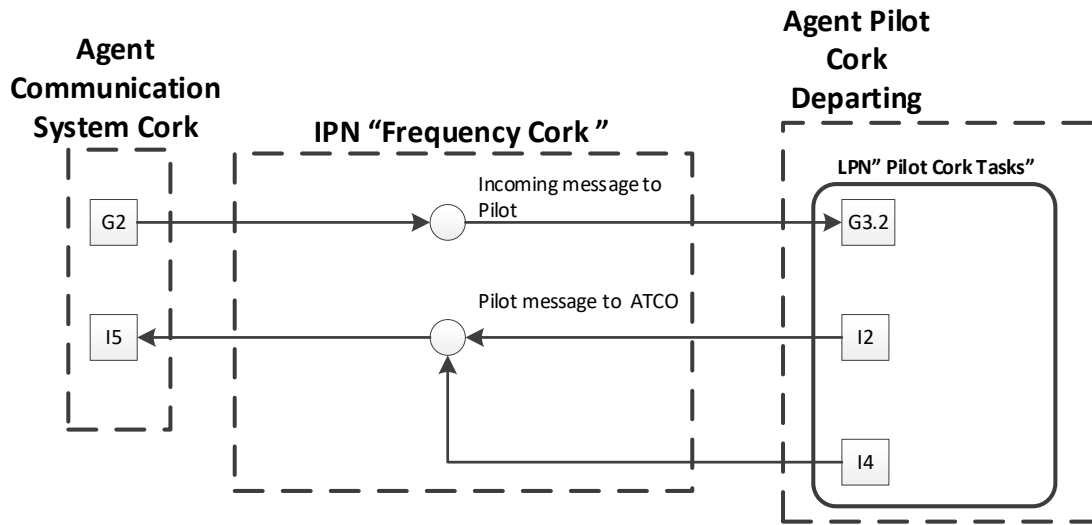 Agent
Communication
System Cork
IPN “Frequency Cork ”
Agent Pilot
Cork
Departing
LPN” Pilot Cork Tasks”
G2
Incoming message to
Pilot
G3.2
Pilot message to ATCO
I5
I2
I4